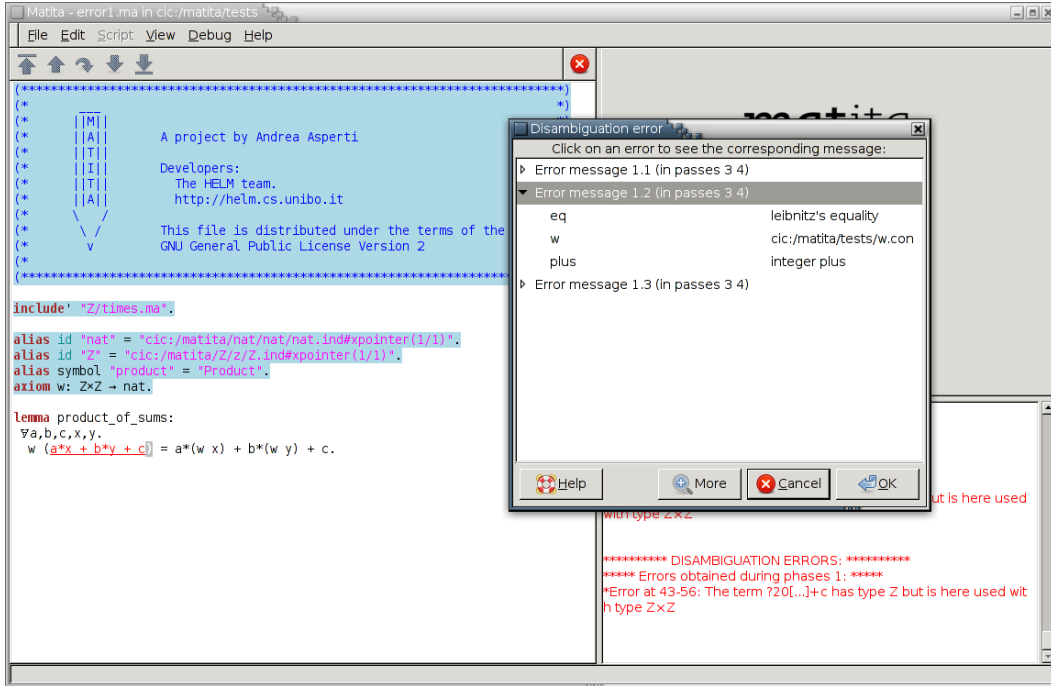 Matita - error1.ma in cic:/matita/tests
File Edit Script View Debug Help
(**************************************************************************)
(*       ___                                                              *)
(*      ||M||                                                             *)
(*      ||A||       A project by Andrea Asperti
(*      ||T||
(*      ||I||       Developers:
(*      ||T||         The HELM team.
(*      ||A||         http://helm.cs.unibo.it
(*      \   /
(*       \ /        This file is distributed under the terms of the
(*        v         GNU General Public License Version 2
(*
(******************************************************************
include' "Z/times.ma".
alias id "nat" = "cic:/matita/nat/nat/nat.ind#xpointer(1/1)".
alias id "Z" = "cic:/matita/Z/z/Z.ind#xpointer(1/1)".
alias symbol "product" = "Product".
axiom w: Z×Z → nat.
lemma product_of_sums:
∀a,b,c,x,y.
w (a*x + b*y + c) = a*(w x) + b*(w y) + c.
matita
Disambiguation error
Click on an error to see the corresponding message:
Error message 1.1 (in passes 3 4)
Error message 1.2 (in passes 3 4)
eq leibnitz's equality
w cic:/matita/tests/w.con
plus integer plus
Error message 1.3 (in passes 3 4)
Help More Cancel OK
ut is here used
with type Z×Z
********** DISAMBIGUATION ERRORS: **********
***** Errors obtained during phases 1: *****
*Error at 43-56: The term ?20[...]+c has type Z but is here used wit
h type Z×Z